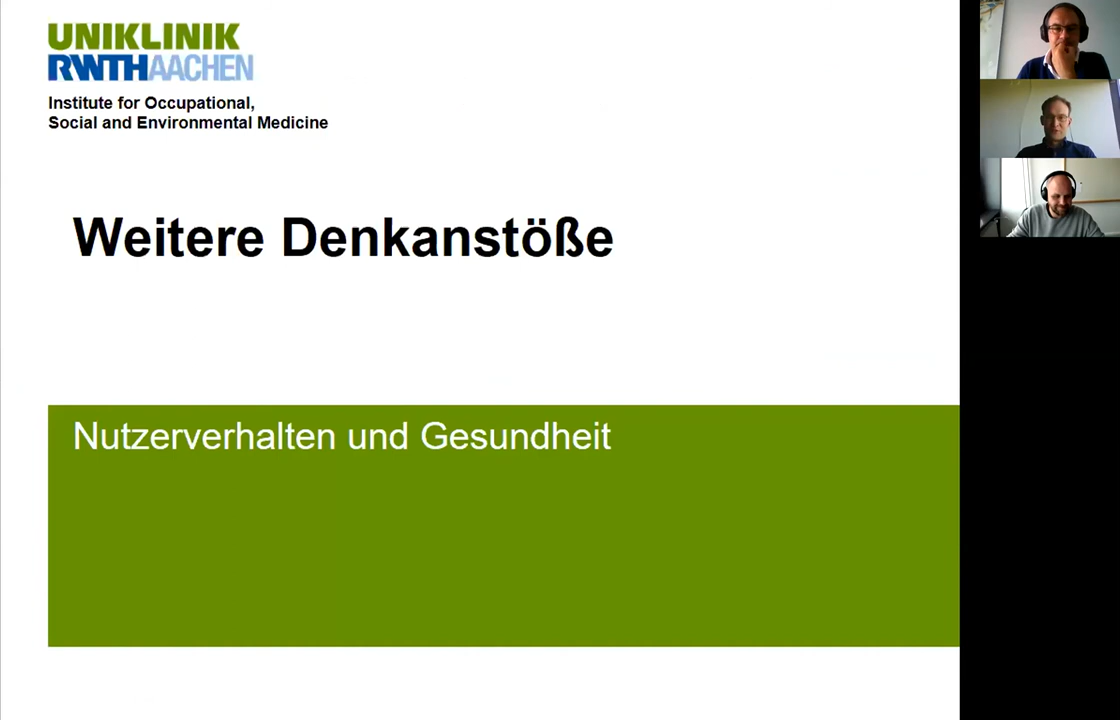 UNIKLINIK
RWTHAACHEN
Institute for Occupational,
Social and Environmental Medicine
Weitere Denkanstöße
Nutzerverhalten und Gesundheit